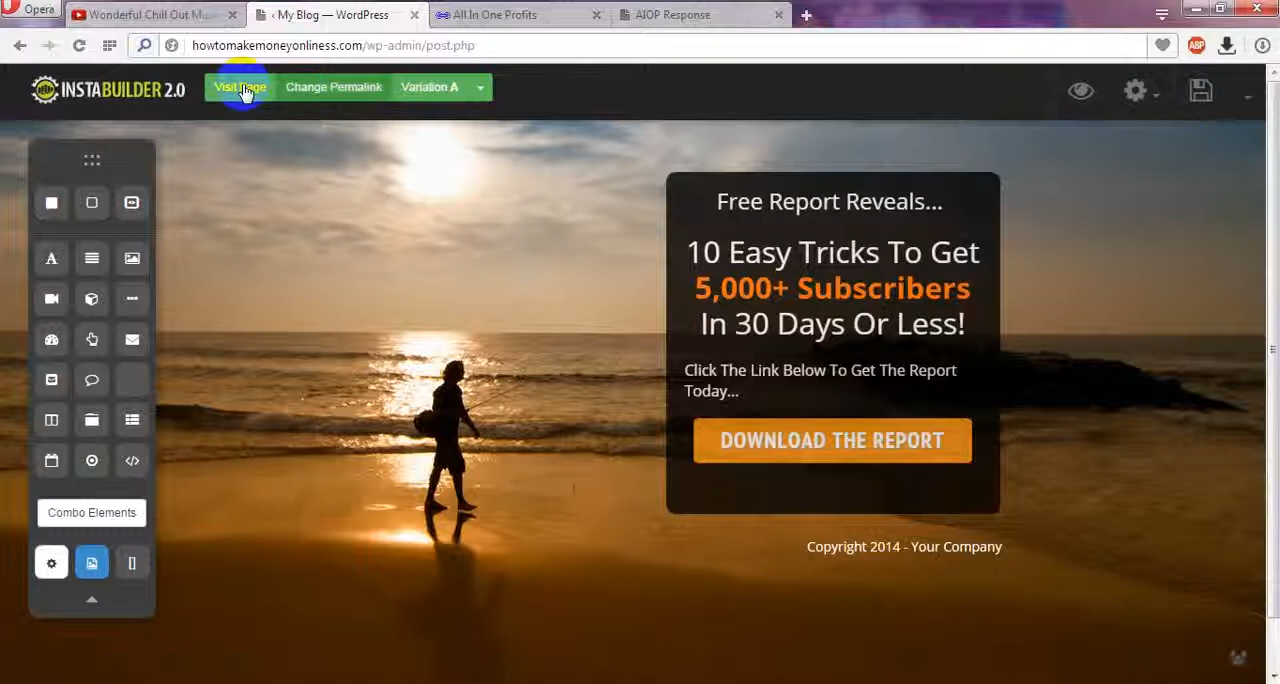 Opera
Wonderful Chill Out Mu
‹ My Blog — WordPress
All In One Profits
AIOP Response
howtomakemoneyonliness.com/wp-admin/post.php
ABP
INSTABUILDER 2.0
Visit Page
Change Permalink
Variation A
Free Report Reveals...
10 Easy Tricks To Get
5,000+ Subscribers
In 30 Days Or Less!
Click The Link Below To Get The Report
Today...
DOWNLOAD THE REPORT
Combo Elements
Copyright 2014 - Your Company